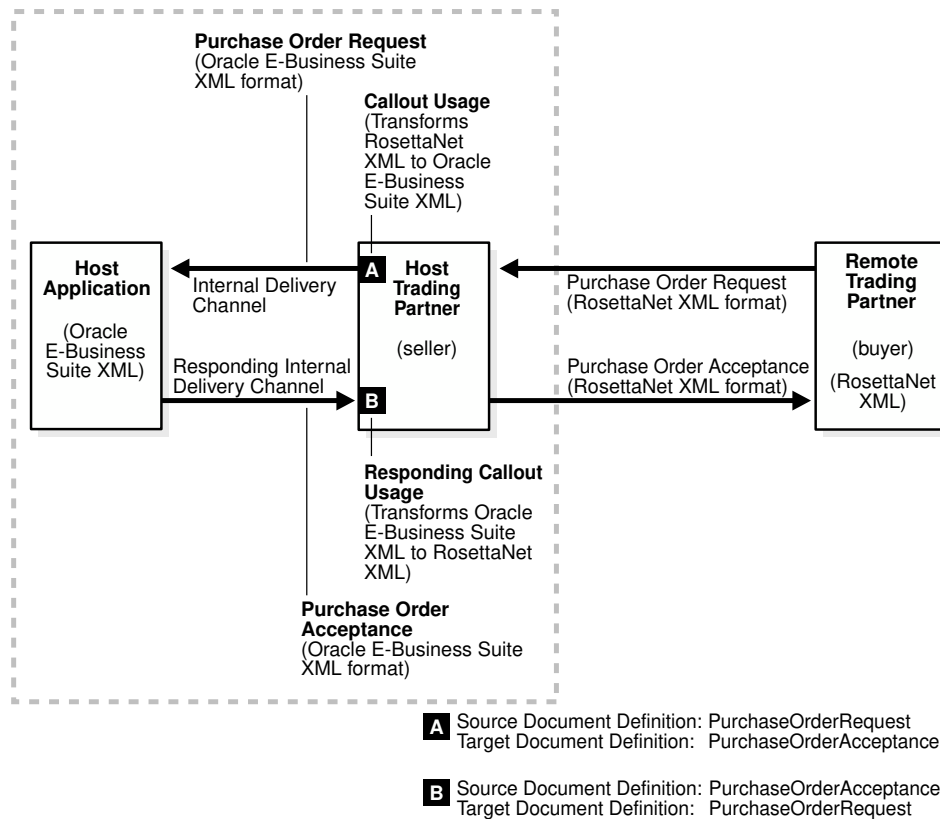 Purchase Order Request
(Oracle E-Business Suite
XML format)
Callout Usage
(Transforms
RosettaNet
XML to Oracle
E-Business
Suite XML)
Host
Application
(Oracle
E-Business
Suite XML)
Internal Delivery
Channel
Responding Internal
Delivery Channel
A
B
Host
Trading
Partner
(seller)
Purchase Order Request
(RosettaNet XML format)
Purchase Order Acceptance
(RosettaNet XML format)
Remote
Trading
Partner
(buyer)
(RosettaNet
XML)
Responding Callout
Usage
(Transforms Oracle
E-Business Suite
XML to RosettaNet
XML)
Purchase Order
Acceptance
(Oracle E-Business Suite
XML format)
A Source Document Definition: PurchaseOrderRequest
Target Document Definition: PurchaseOrderAcceptance
B Source Document Definition: PurchaseOrderAcceptance
Target Document Definition: PurchaseOrderRequest